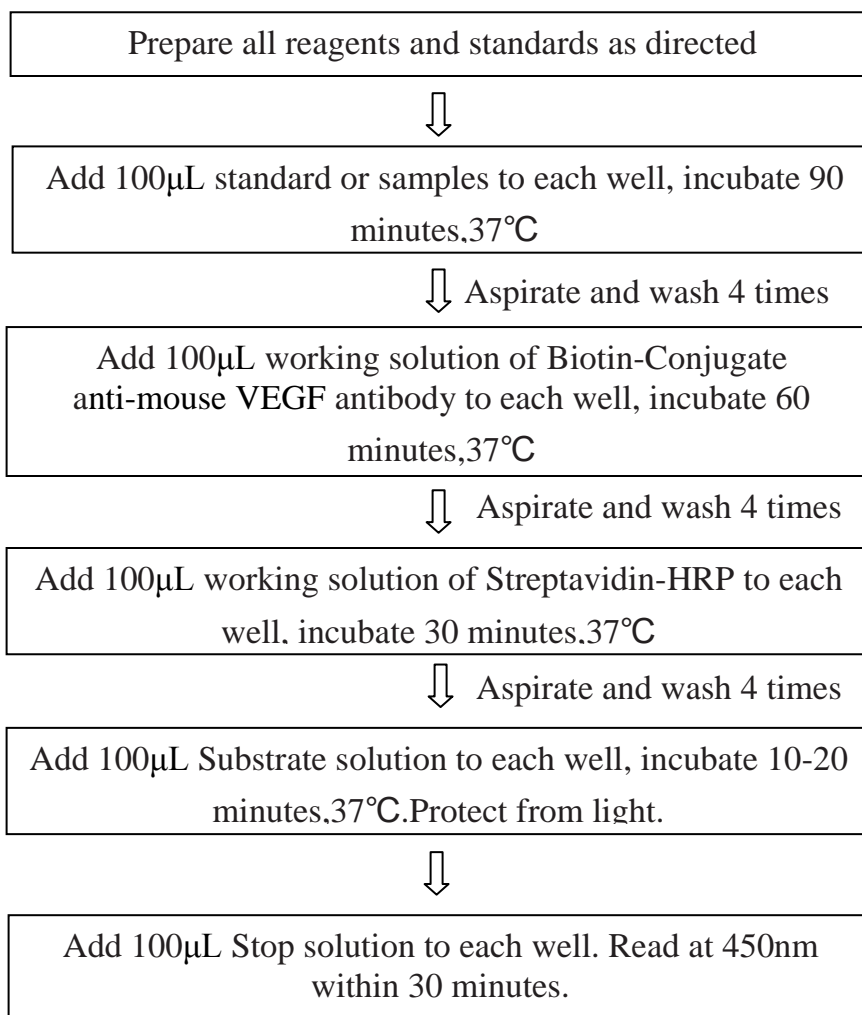 Prepare all reagents and standards as directed
Add 100μL standard or samples to each well, incubate 90
minutes,37℃
Aspirate and wash 4 times
Add 100μL working solution of Biotin-Conjugate
anti-mouse VEGF antibody to each well, incubate 60
minutes,37℃
Aspirate and wash 4 times
Add 100μL working solution of Streptavidin-HRP to each
well, incubate 30 minutes,37℃
Aspirate and wash 4 times
Add 100μL Substrate solution to each well, incubate 10-20
minutes,37℃.Protect from light.
Add 100μL Stop solution to each well. Read at 450nm
within 30 minutes.